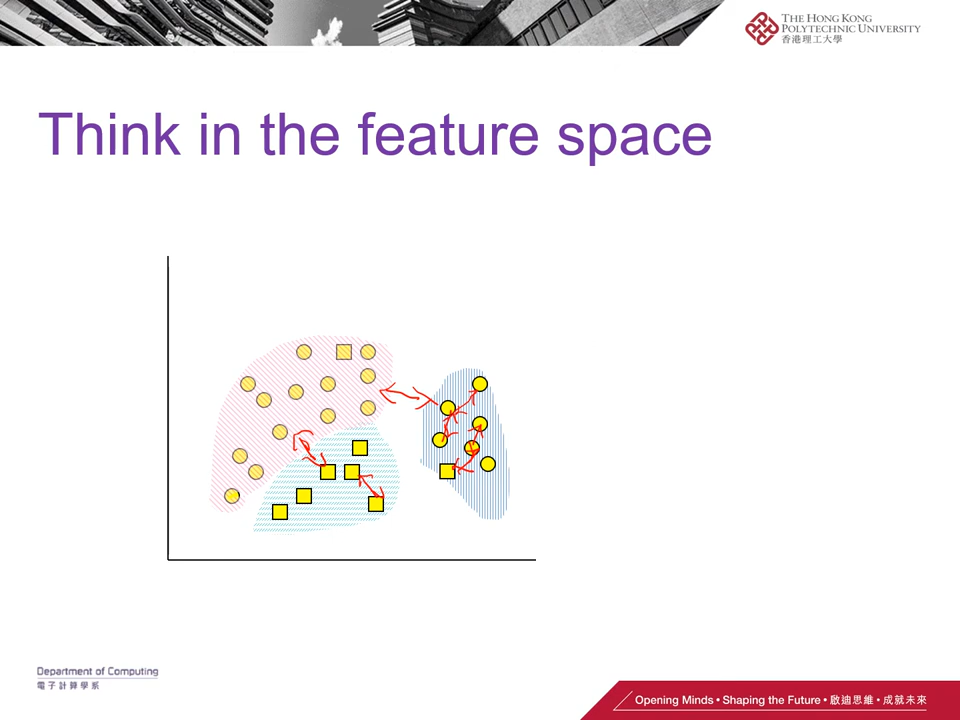 THE HONG KONG
POLYTECHNIC UNIVERSITY
香港理工大學
Think in the feature space
Department of Computing
電子計算學系
Opening Minds • Shaping the Future • 啟迪思維 • 成就未來